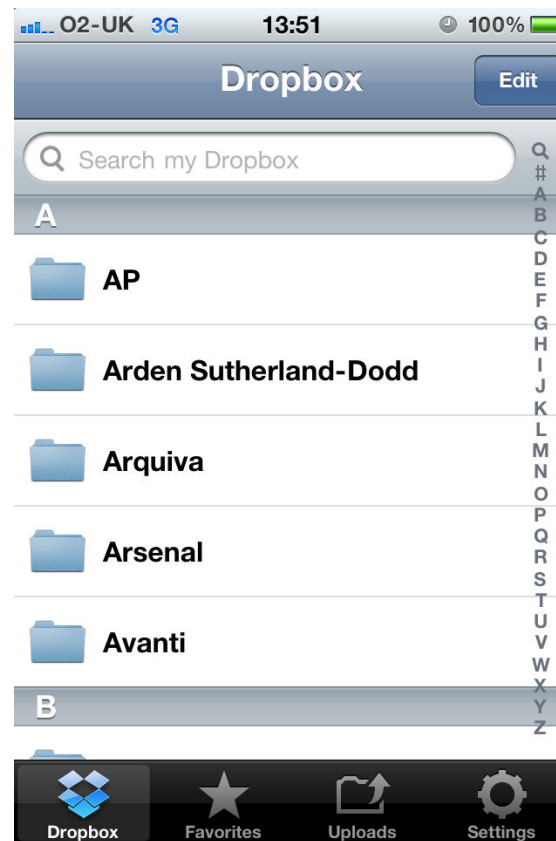 O2-UK 3G 13:51 100%
Dropbox Edit
Search my Dropbox
#
A
B
C
D
E
F
G
H
I
J
K
L
M
N
O
P
Q
R
S
T
U
V
W
X
Y
Z
A
AP
Arden Sutherland-Dodd
Arquiva
Arsenal
Avanti
B
Dropbox Favorites Uploads Settings